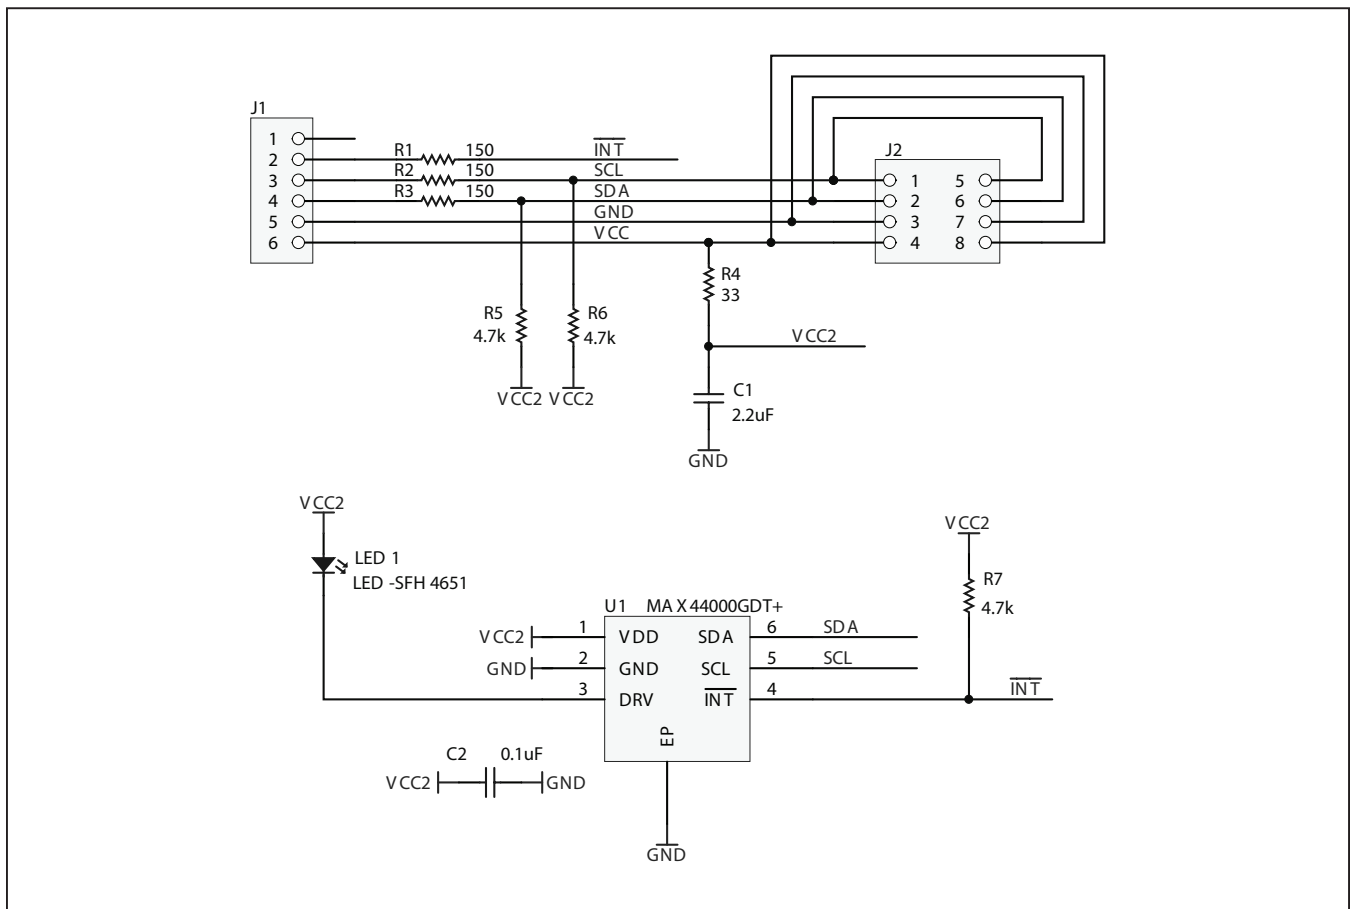 J1
1
2 R1 150 INT
3 R2 150 SCL
4 R3 150 SDA
5 GND
6 VCC
J2
1 5
2 6
3 7
4 8
R4
33
R5
4.7k
R6
4.7k
VCC2
VCC2 VCC2
C1
2.2uF
GND
VCC2
LED 1
LED -SFH 4651
VCC2
R7
4.7k
U1 MAX44000GDT+
VCC2 1 VDD SDA 6 SDA
GND 2 GND SCL 5 SCL
3 DRV INT 4 INT
EP
C2 0.1uF
VCC2 GND
GND